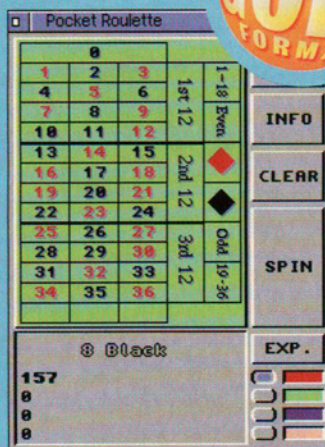 Pocket Roulette
FORMA
0
1 2 3
4 5 6
7 8 9
10 11 12
1st 12
1-18 Even
INFO
13 14 15
16 17 18
19 20 21
22 23 24
2nd 12
CLEAR
25 26 27
28 29 30
31 32 33
34 35 36
3rd 12
Odd 19-36
SPIN
8 Black
EXP.
157
0
0
0